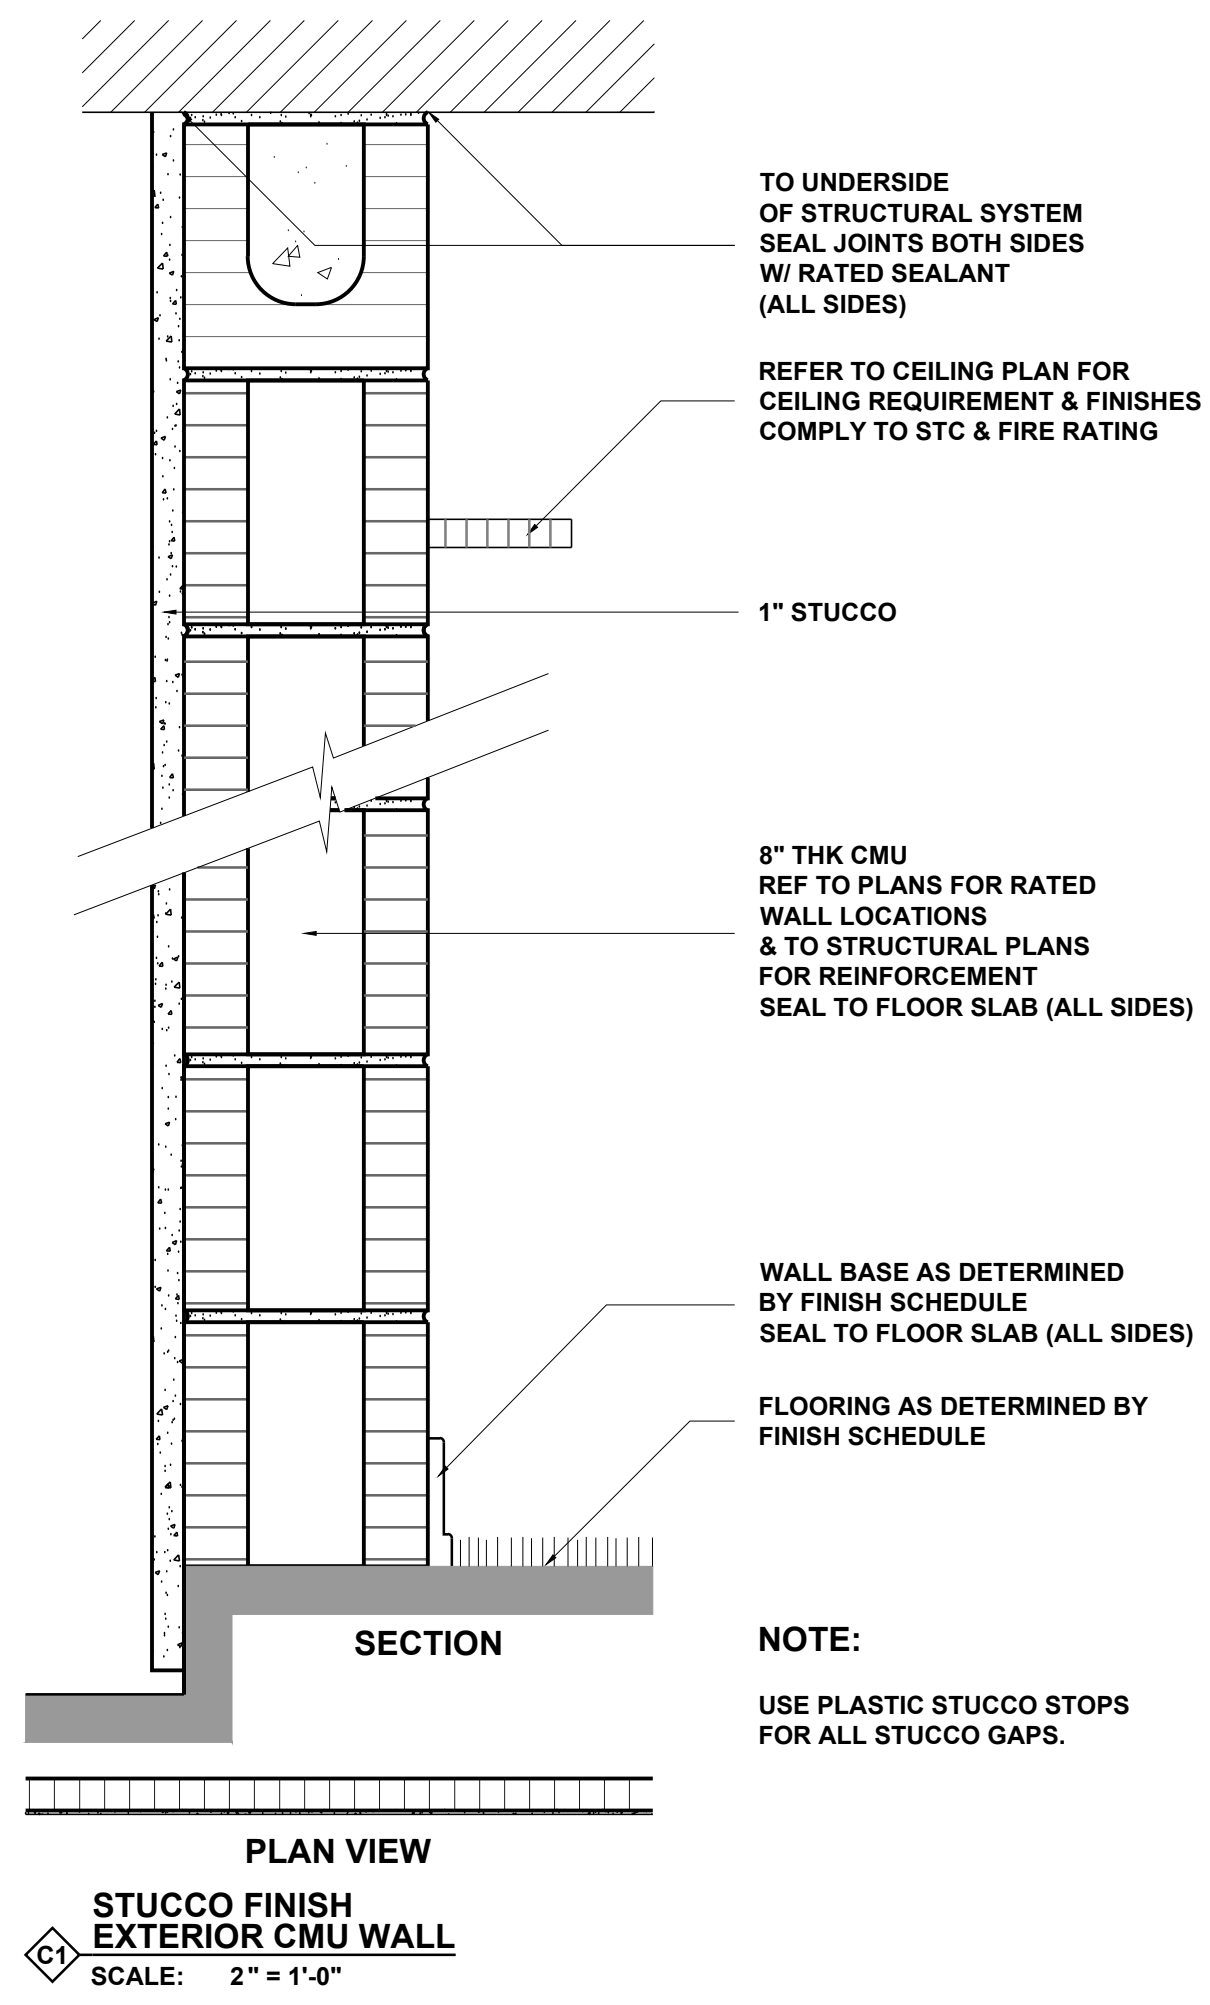 TO UNDERSIDE
OF STRUCTURAL SYSTEM
SEAL JOINTS BOTH SIDES
W/ RATED SEALANT
(ALL SIDES)
REFER TO CEILING PLAN FOR
CEILING REQUIREMENT & FINISHES
COMPLY TO STC & FIRE RATING
1" STUCCO
8" THK CMU
REF TO PLANS FOR RATED
WALL LOCATIONS
& TO STRUCTURAL PLANS
FOR REINFORCEMENT
SEAL TO FLOOR SLAB (ALL SIDES)
WALL BASE AS DETERMINED
BY FINISH SCHEDULE
SEAL TO FLOOR SLAB (ALL SIDES)
FLOORING AS DETERMINED BY
FINISH SCHEDULE
SECTION
NOTE:
USE PLASTIC STUCCO STOPS
FOR ALL STUCCO GAPS.
PLAN VIEW
STUCCO FINISH
EXTERIOR CMU WALL
C1
SCALE: 2" = 1'-0"